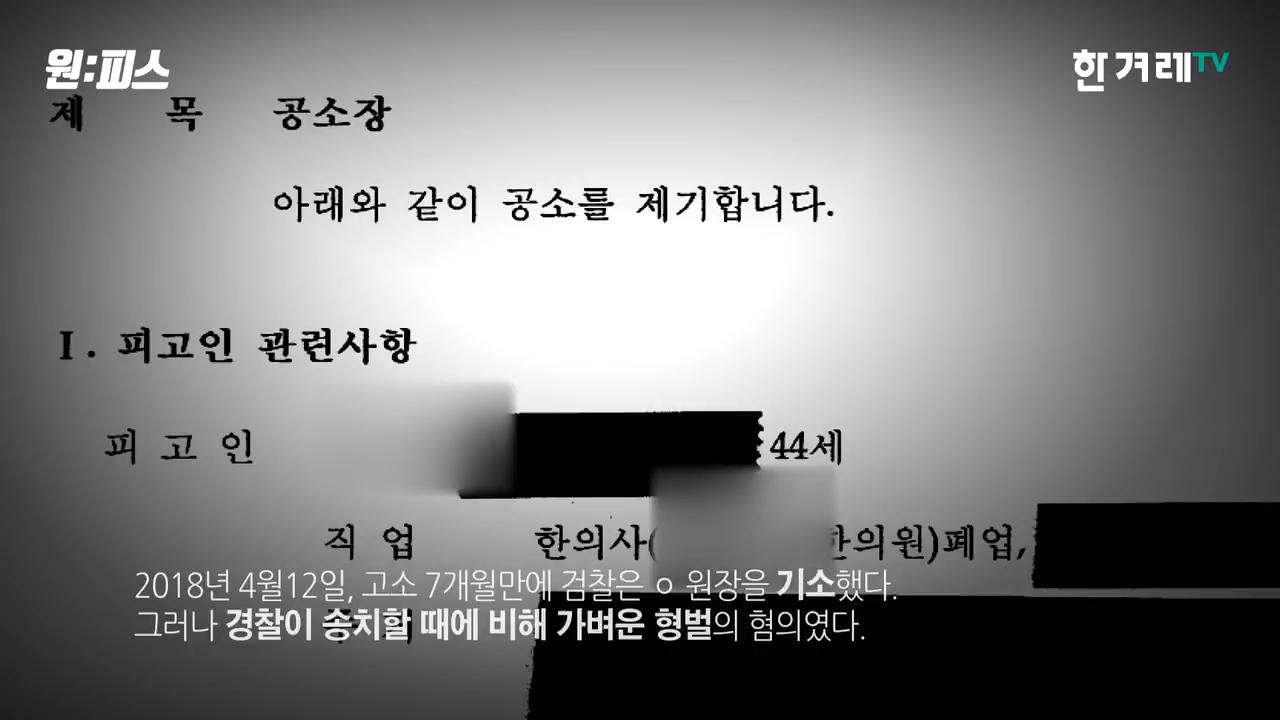 원:피스
한겨레TV
제 목 공소장
아래와 같이 공소를 제기합니다.
I. 피고인 관련사항
피 고 인 44세
직 업 한의사( 한의원)폐업,
2018년 4월12일, 고소 7개월만에 검찰은 ㅇ 원장을 기소했다.
그러나 경찰이 송치할 때에 비해 가벼운 형벌의 혐의였다.